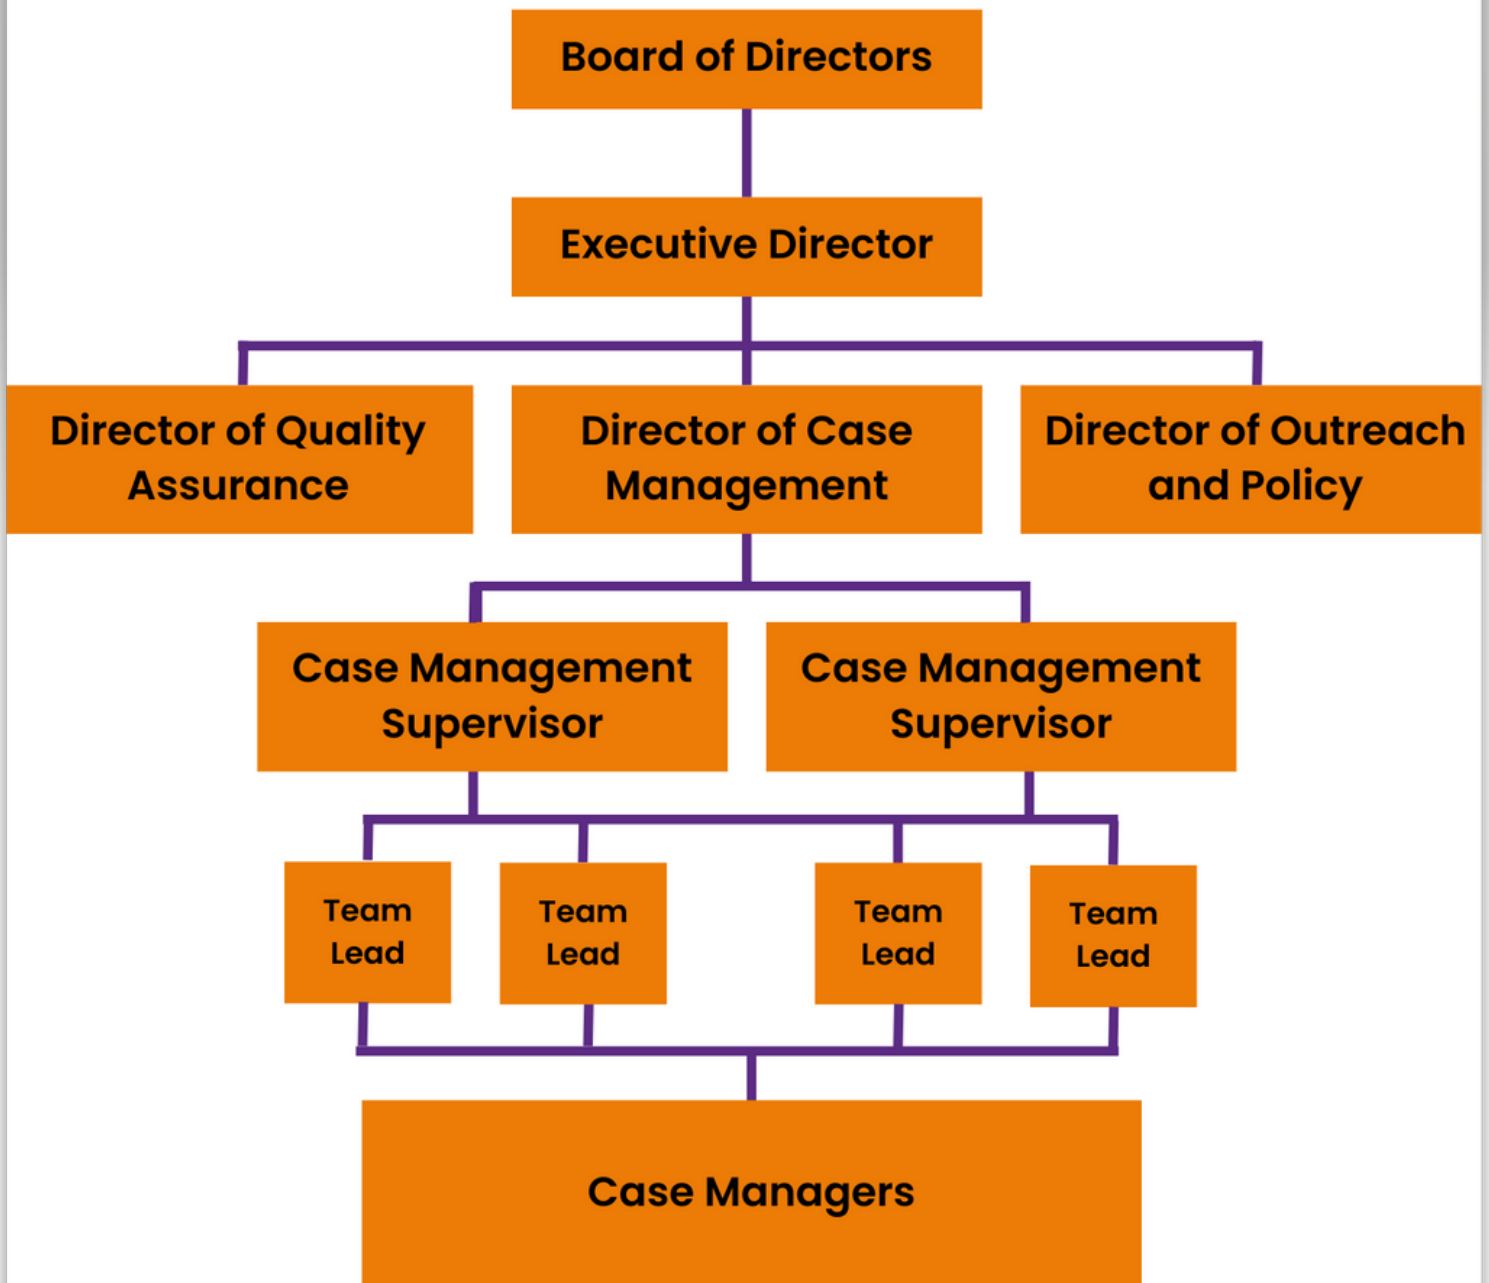 Board of Directors
Executive Director
Director of Quality
Assurance
Director of Case
Management
Director of Outreach
and Policy
Case Management
Supervisor
Case Management
Supervisor
Team
Lead
Team
Lead
Team
Lead
Team
Lead
Case Managers